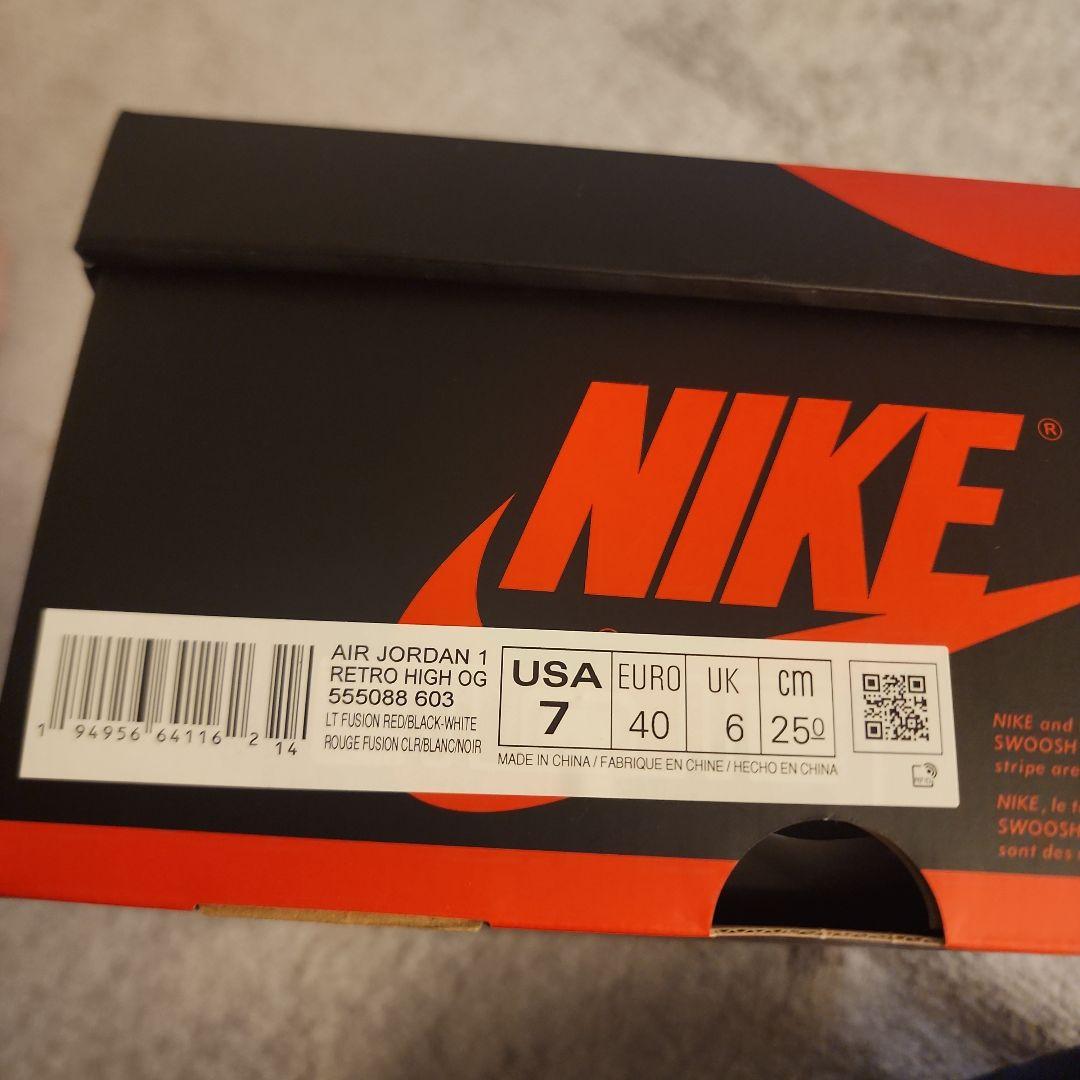 NIKE®
AIR JORDAN 1
RETRO HIGH OG
555088 603
LT FUSION RED/BLACK-WHITE
ROUGE FUSION CLR/BLANC/NOIR
1 94956 64116 2 14
USA EURO UK cm
7 40 6 250
MADE IN CHINA / FABRIQUE EN CHINE / HECHO EN CHINA
RFID
NIKE and
SWOOSH
stripe are
NIKE, le
SWOOSH
sont des